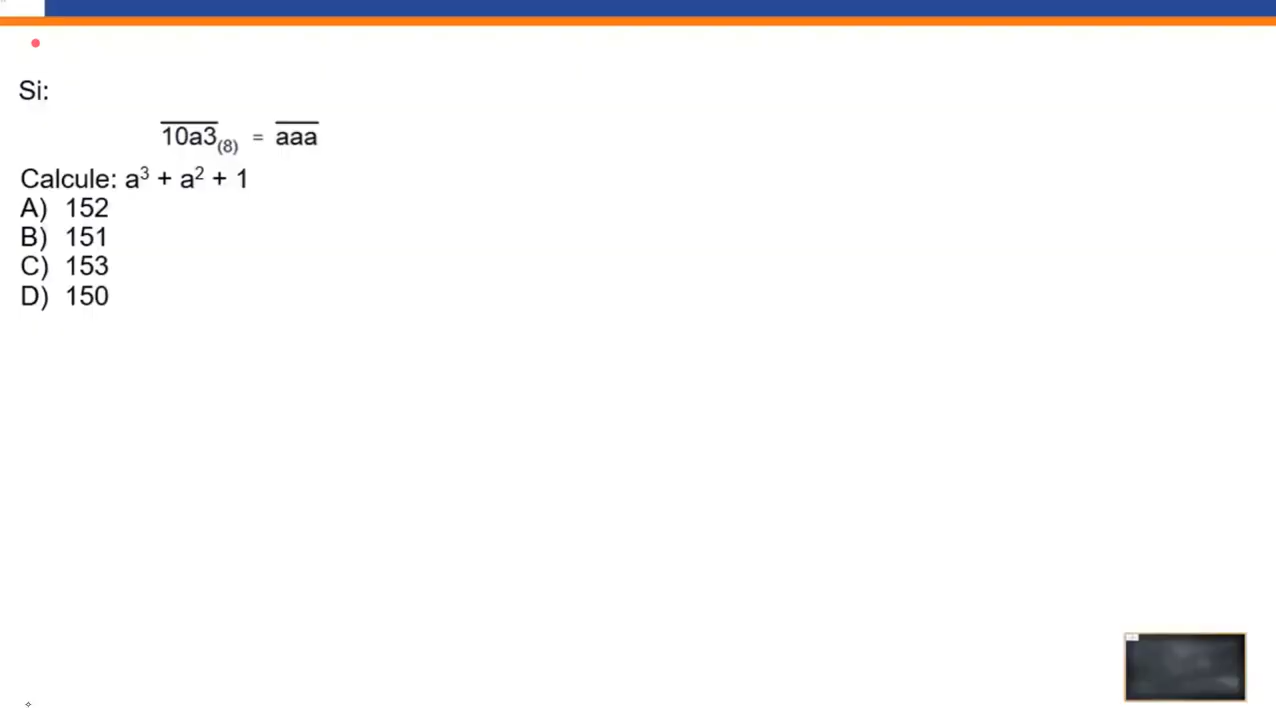 Si:
10a3(8) = aaa
Calcule: a³ + a² + 1
A) 152
B) 151
C) 153
D) 150